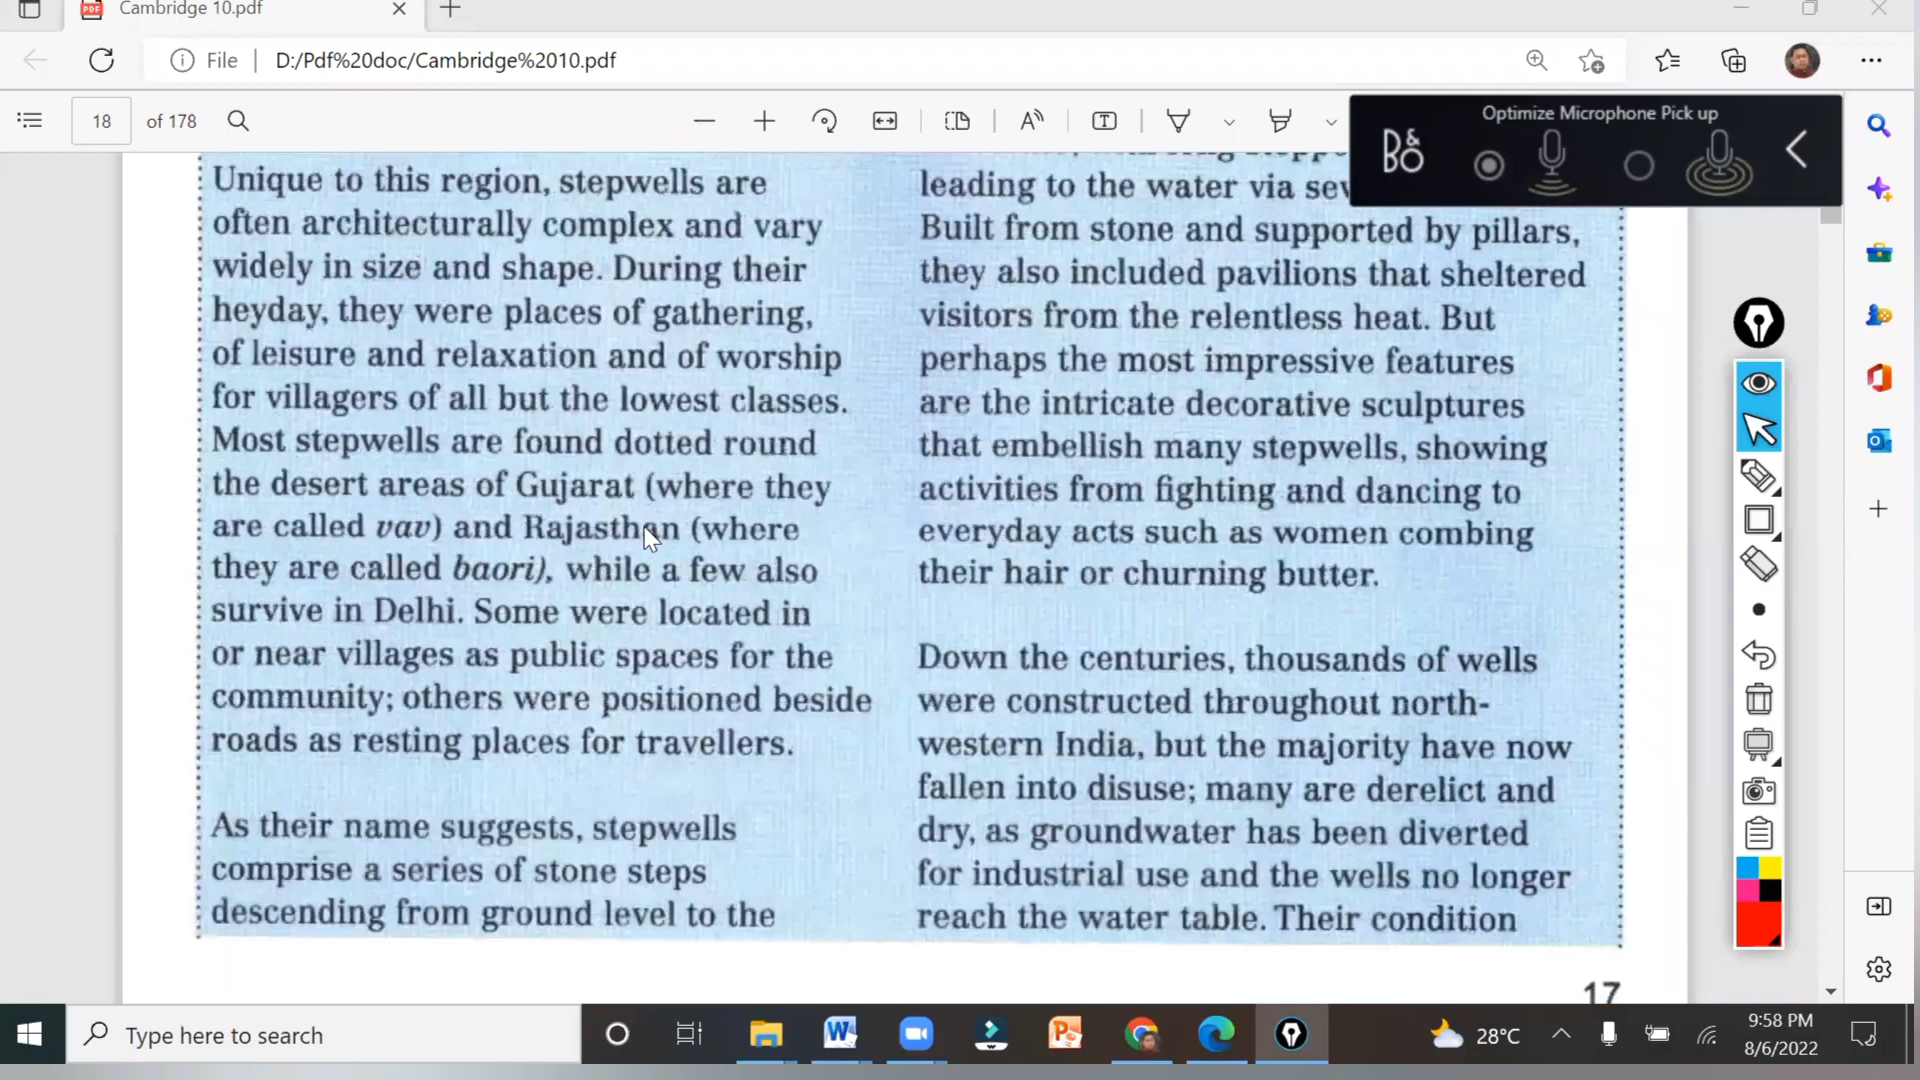 Cambridge 10.pdf
File
D:/Pdf%20doc/Cambridge%2010.pdf
18 of 178
Optimize Microphone Pick up
B&O
Unique to this region, stepwells are
often architecturally complex and vary
widely in size and shape. During their
heyday, they were places of gathering,
of leisure and relaxation and of worship
for villagers of all but the lowest classes.
Most stepwells are found dotted round
the desert areas of Gujarat (where they
are called vav) and Rajasthan (where
they are called baori), while a few also
survive in Delhi. Some were located in
or near villages as public spaces for the
community; others were positioned beside
roads as resting places for travellers.
As their name suggests, stepwells
comprise a series of stone steps
descending from ground level to the
leading to the water via
Built from stone and supported by pillars,
they also included pavilions that sheltered
visitors from the relentless heat. But
perhaps the most impressive features
are the intricate decorative sculptures
that embellish many stepwells, showing
activities from fighting and dancing to
everyday acts such as women combing
their hair or churning butter.
Down the centuries, thousands of wells
were constructed throughout north-
western India, but the majority have now
fallen into disuse; many are derelict and
dry, as groundwater has been diverted
for industrial use and the wells no longer
reach the water table. Their condition
17
Type here to search
28°C
9:58 PM
8/6/2022